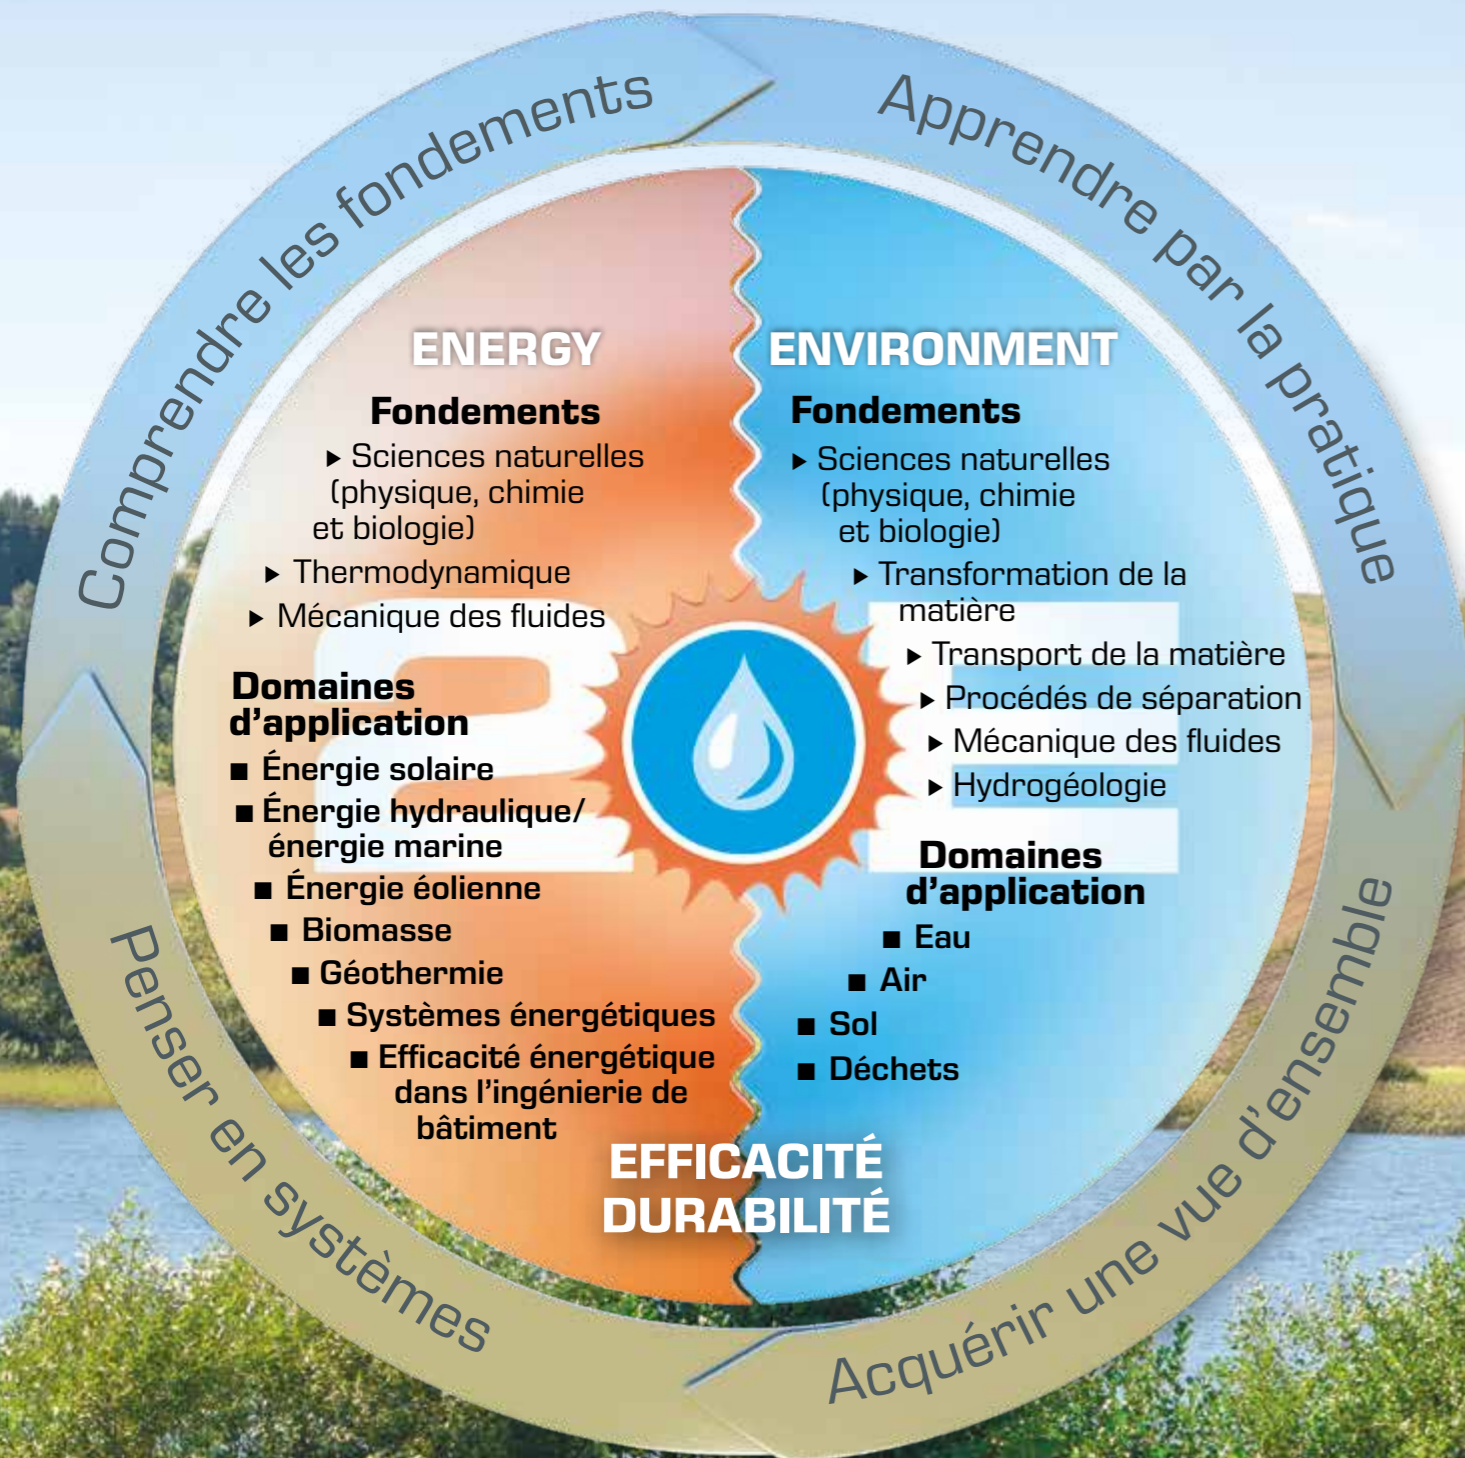 Comprendre les fondements
Apprendre par la pratique
Acquérir une vue d'ensemble
Penser en systèmes
ENERGY
Fondements
▸ Sciences naturelles
(physique, chimie
et biologie)
▸ Thermodynamique
▸ Mécanique des fluides
Domaines
d'application
■ Énergie solaire
■ Énergie hydraulique/
énergie marine
■ Énergie éolienne
■ Biomasse
■ Géothermie
■ Systèmes énergétiques
■ Efficacité énergétique
dans l'ingénierie de
bâtiment
ENVIRONMENT
Fondements
▸ Sciences naturelles
(physique, chimie
et biologie)
▸ Transformation de la
matière
▸ Transport de la matière
▸ Procédés de séparation
▸ Mécanique des fluides
▸ Hydrogéologie
Domaines
d'application
■ Eau
■ Air
■ Sol
■ Déchets
2E
EFFICACITÉ
DURABILITÉ